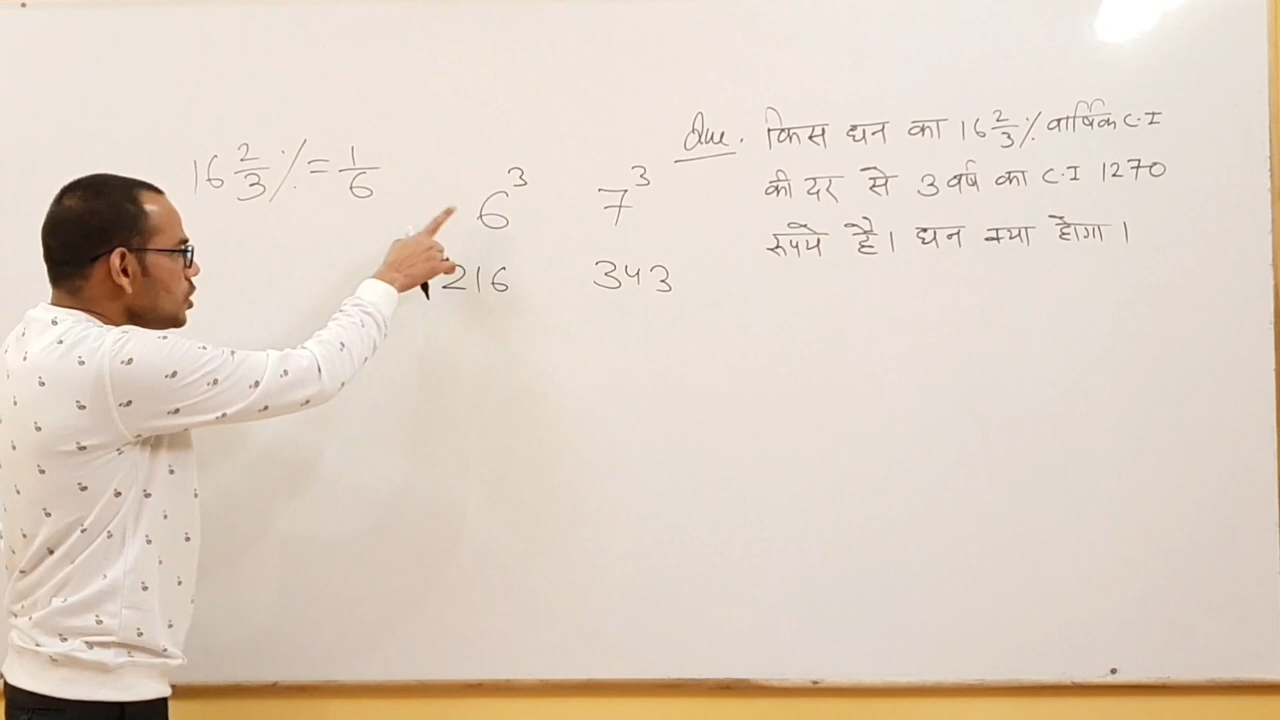 16 2/3 % = 1/6
6³ 7³
216 343
Que. किस धन का 16 2/3 % वार्षिक C.I
की दर से 3 वर्ष का C.I 1270
रूपये है। धन क्या होगा।